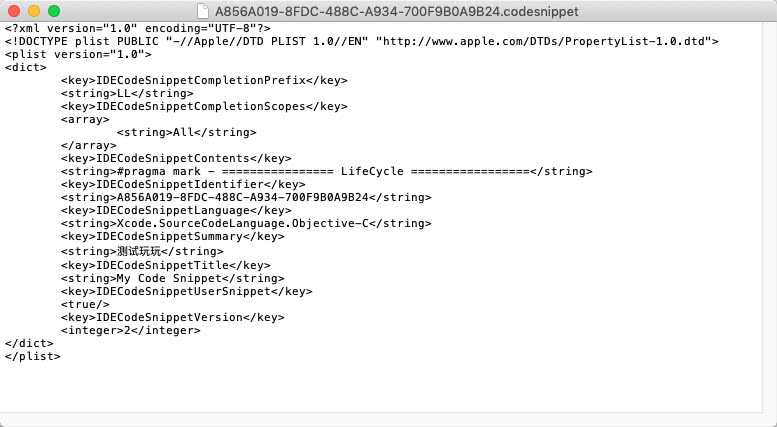 A856A019-8FDC-488C-A934-700F9B0A9B24.codesnippet
<?xml version="1.0" encoding="UTF-8"?>
<!DOCTYPE plist PUBLIC "-//Apple//DTD PLIST 1.0//EN" "http://www.apple.com/DTDs/PropertyList-1.0.dtd">
<plist version="1.0">
<dict>
	<key>IDECodeSnippetCompletionPrefix</key>
	<string>LL</string>
	<key>IDECodeSnippetCompletionScopes</key>
	<array>
		<string>All</string>
	</array>
	<key>IDECodeSnippetContents</key>
	<string>#pragma mark - ================ LifeCycle =================</string>
	<key>IDECodeSnippetIdentifier</key>
	<string>A856A019-8FDC-488C-A934-700F9B0A9B24</string>
	<key>IDECodeSnippetLanguage</key>
	<string>Xcode.SourceCodeLanguage.Objective-C</string>
	<key>IDECodeSnippetSummary</key>
	<string>测试玩玩</string>
	<key>IDECodeSnippetTitle</key>
	<string>My Code Snippet</string>
	<key>IDECodeSnippetUserSnippet</key>
	<true/>
	<key>IDECodeSnippetVersion</key>
	<integer>2</integer>
</dict>
</plist>